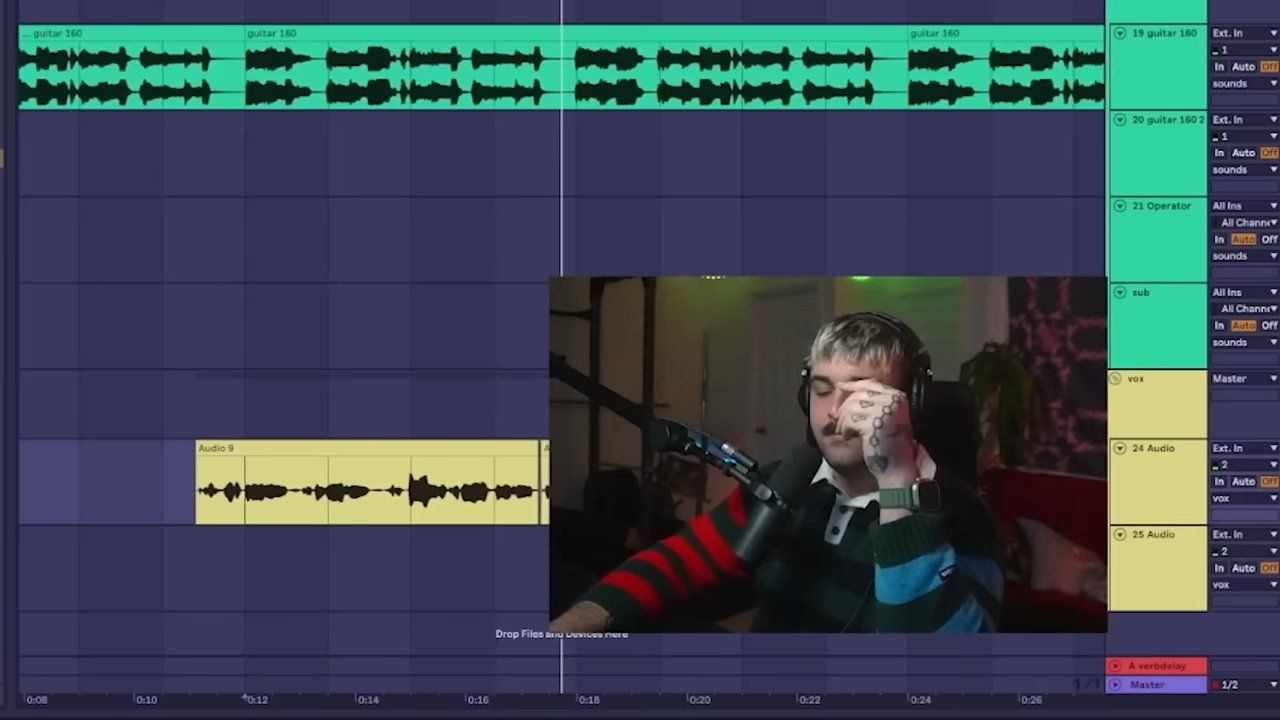 ... guitar 160
guitar 160
guitar 160
19 guitar 160
Ext. In
1
In Auto Off
sounds
20 guitar 160 2
Ext. In
1
In Auto Off
sounds
21 Operator
All Ins
All Channe
In Auto Off
sounds
sub
All Ins
All Channe
In Auto Off
sounds
vox
Master
Audio 9
A
24 Audio
Ext. In
2
In Auto Off
vox
25 Audio
Ext. In
2
In Auto Off
vox
Drop Files and Devices Here
A verbdelay
1/1
Master
1/2
0:08
0:10
0:12
0:14
0:16
0:18
0:20
0:22
0:24
0:26